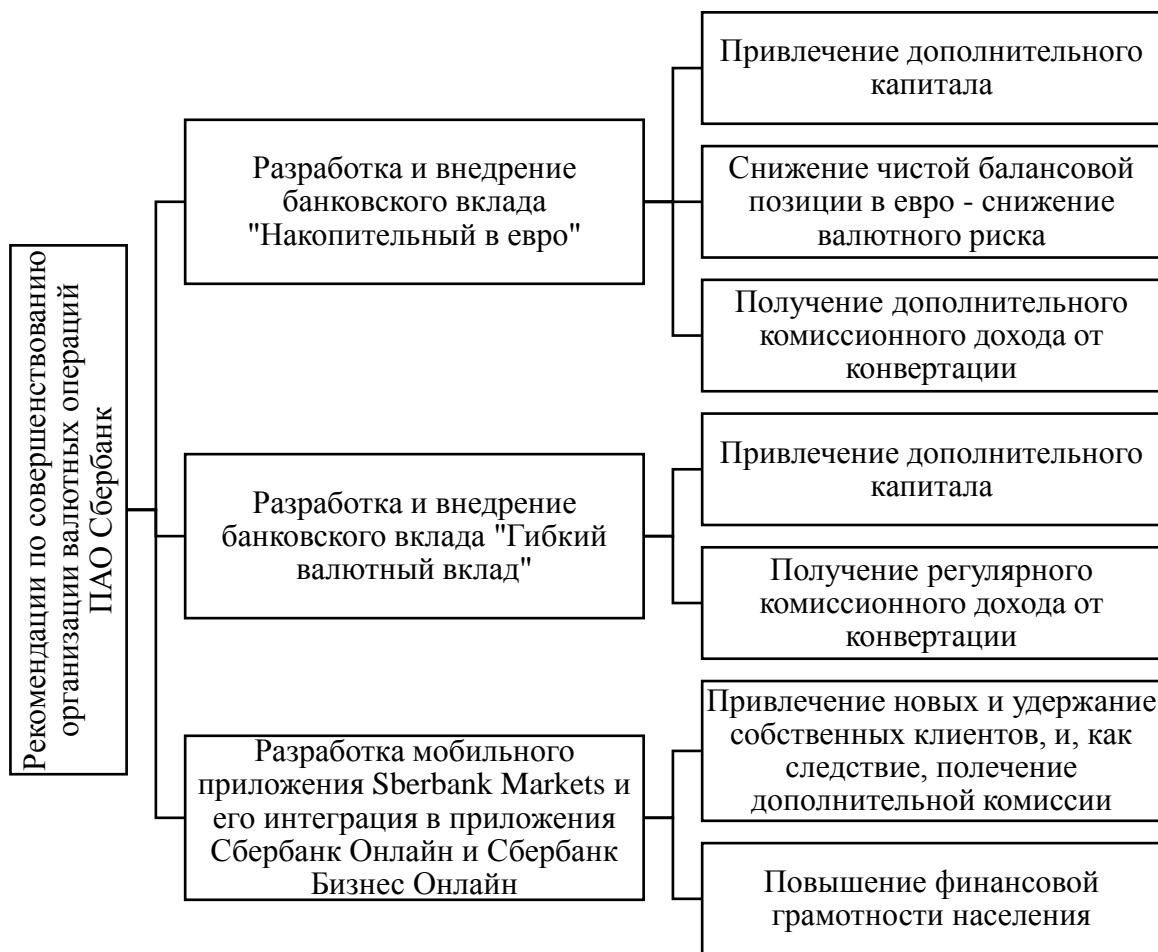 Рекомендации по совершенствованию
организации валютных операций
ПАО Сбербанк
Разработка и внедрение
банковского вклада
"Накопительный в евро"
Привлечение дополнительного
капитала
Снижение чистой балансовой
позиции в евро - снижение
валютного риска
Получение дополнительного
комиссионного дохода от
конвертации
Разработка и внедрение
банковского вклада "Гибкий
валютный вклад"
Привлечение дополнительного
капитала
Получение регулярного
комиссионного дохода от
конвертации
Разработка мобильного
приложения Sberbank Markets и
его интеграция в приложения
Сбербанк Онлайн и Сбербанк
Бизнес Онлайн
Привлечение новых и удержание
собственных клиентов, и, как
следствие, полечение
дополнительной комиссии
Повышение финансовой
грамотности населения